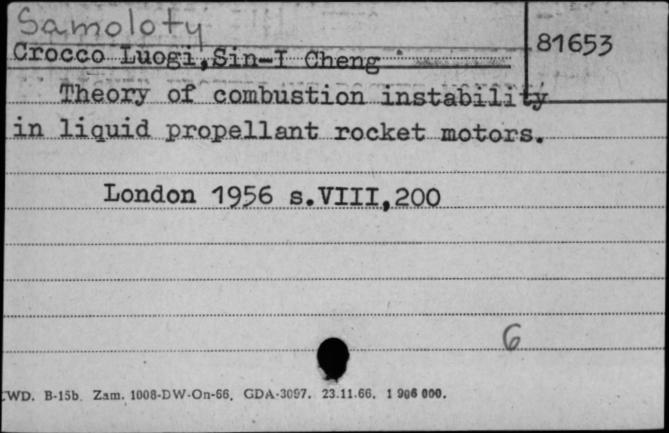 Samoloty
81653
Crocco Luogi,Sin-I Cheng
Theory of combustion instability
in liquid propellant rocket motors.
London 1956 s.VIII,200
6
CWD. B-15b. Zam. 1008-DW-On-66. GDA-3097. 23.11.66. 1 906 000.